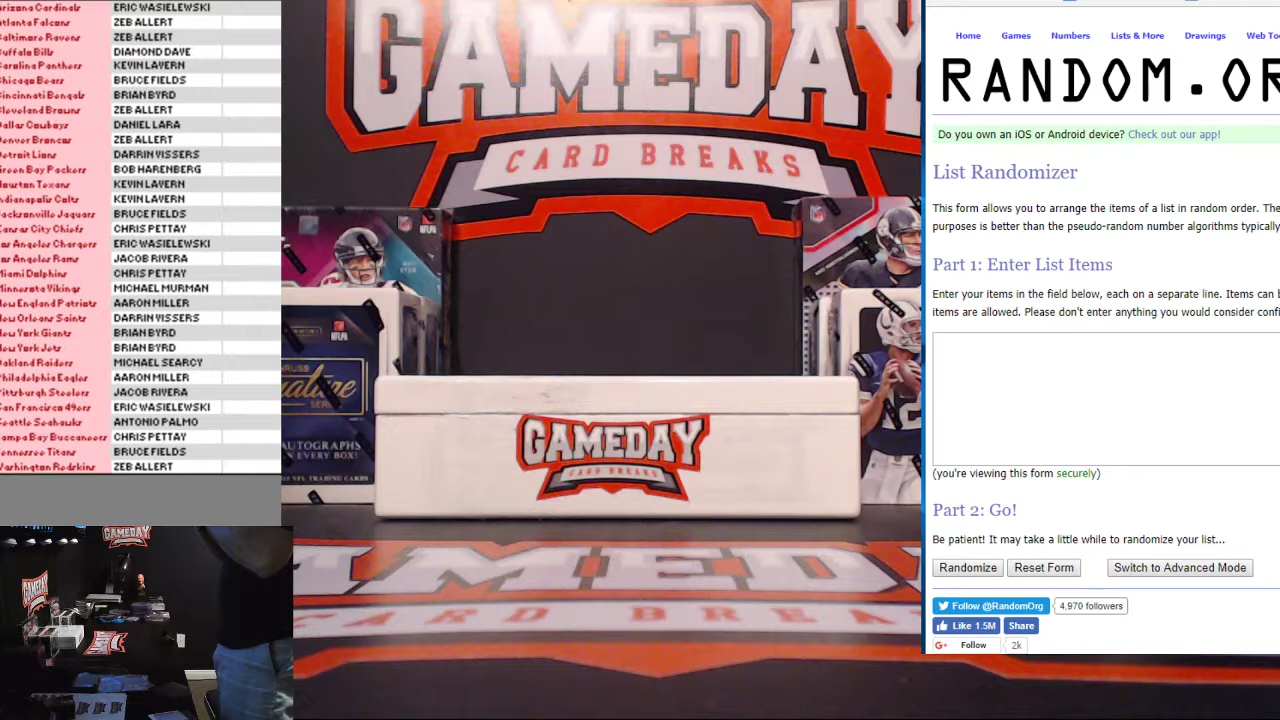 Arizona Cardinals ERIC WASIELEWSKI
Atlanta Falcons ZEB ALLERT
Baltimore Ravens ZEB ALLERT
Buffalo Bills DIAMOND DAVE
Carolina Panthers KEVIN LAVERN
Chicago Bears BRUCE FIELDS
Cincinnati Bengals BRIAN BYRD
Cleveland Browns ZEB ALLERT
Dallas Cowboys DANIEL LARA
Denver Broncos ZEB ALLERT
Detroit Lions DARRIN VISSERS
Green Bay Packers BOB HARENBERG
Houston Texans KEVIN LAVERN
Indianapolis Colts KEVIN LAVERN
Jacksonville Jaguars BRUCE FIELDS
Kansas City Chiefs CHRIS PETTAY
Los Angeles Chargers ERIC WASIELEWSKI
Los Angeles Rams JACOB RIVERA
Miami Dolphins CHRIS PETTAY
Minnesota Vikings MICHAEL MURMAN
New England Patriots AARON MILLER
New Orleans Saints DARRIN VISSERS
New York Giants BRIAN BYRD
New York Jets BRIAN BYRD
Oakland Raiders MICHAEL SEARCY
Philadelphia Eagles AARON MILLER
Pittsburgh Steelers JACOB RIVERA
San Francisco 49ers ERIC WASIELEWSKI
Seattle Seahawks ANTONIO PALMO
Tampa Bay Buccaneers CHRIS PETTAY
Tennessee Titans BRUCE FIELDS
Washington Redskins ZEB ALLERT
GAMEDAY
CARD BREAKS
NFL
AUTOGRAPHS
GAMEDAY
CARD BREAKS
GAMEDAY
GAMEDAY
Home Games Numbers Lists & More Drawings Web To
RANDOM.OR
Do you own an iOS or Android device? Check out our app!
List Randomizer
This form allows you to arrange the items of a list in random order. The
purposes is better than the pseudo-random number algorithms typically
Part 1: Enter List Items
Enter your items in the field below, each on a separate line. Items can b
items are allowed. Please don't enter anything you would consider confi
(you're viewing this form securely)
Part 2: Go!
Be patient! It may take a little while to randomize your list...
Randomize Reset Form Switch to Advanced Mode
Follow @RandomOrg 4,970 followers
Like 1.5M Share
G+ Follow 2k